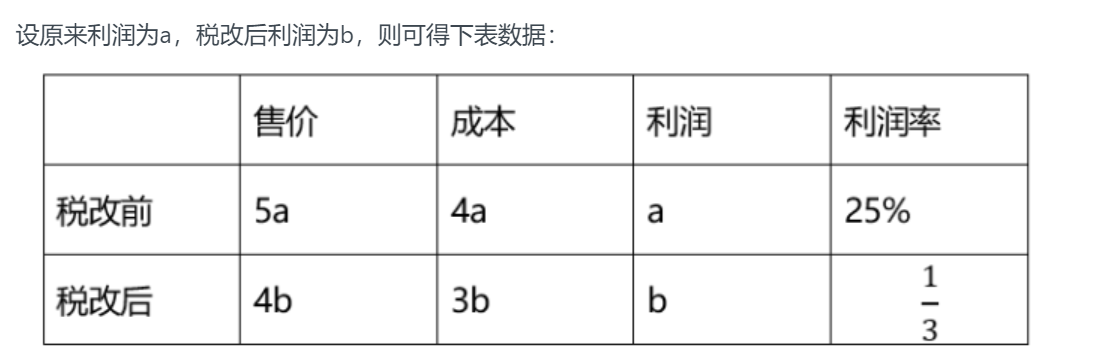 设原来利润为a，税改后利润为b，则可得下表数据：
售价 成本 利润 利润率
税改前 5a 4a a 25%
税改后 4b 3b b 1/3